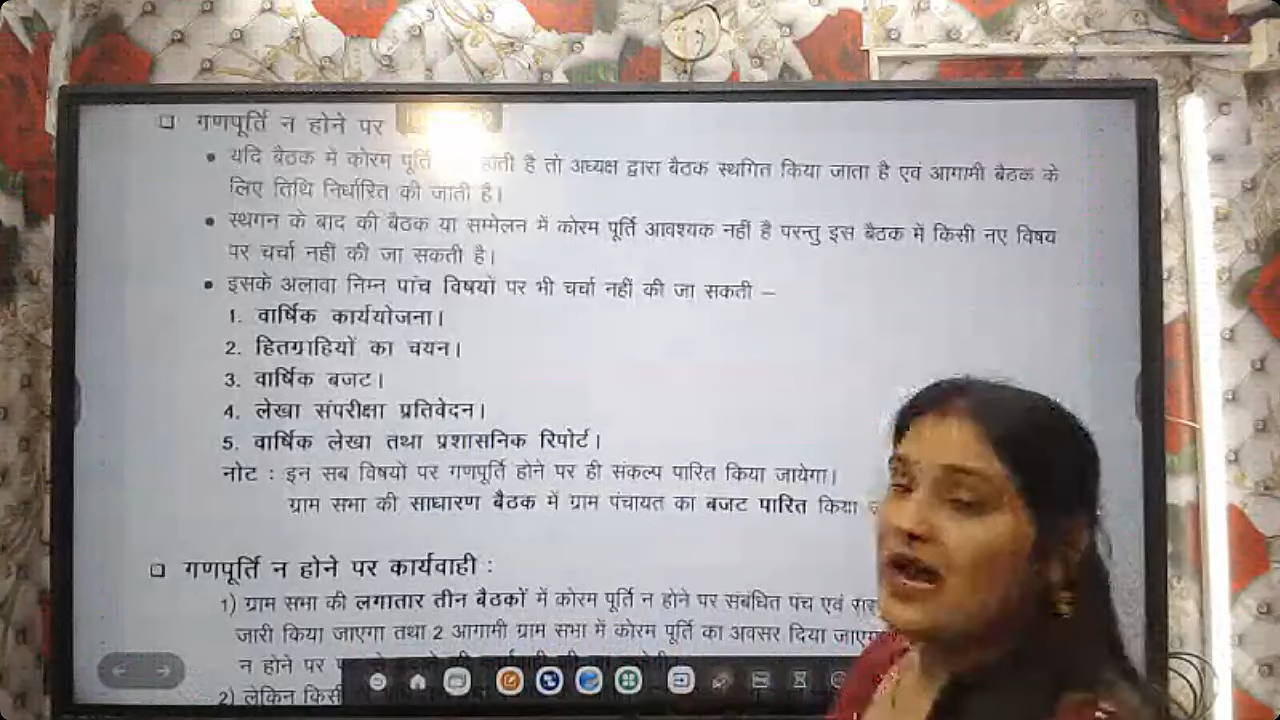 ❑ गणपूर्ति न होने पर
• यदि बैठक में कोरम पूर्ति होती है तो अध्यक्ष द्वारा बैठक स्थगित किया जाता है एवं आगामी बैठक के
लिए तिथि निर्धारित की जाती है।
• स्थगन के बाद की बैठक या सम्मेलन में कोरम पूर्ति आवश्यक नहीं है परन्तु इस बैठक में किसी नए विषय
पर चर्चा नहीं की जा सकती है।
• इसके अलावा निम्न पांच विषयों पर भी चर्चा नहीं की जा सकती –
1. वार्षिक कार्ययोजना।
2. हितग्राहियों का चयन।
3. वार्षिक बजट।
4. लेखा संपरीक्षा प्रतिवेदन।
5. वार्षिक लेखा तथा प्रशासनिक रिपोर्ट।
नोट : इन सब विषयों पर गणपूर्ति होने पर ही संकल्प पारित किया जायेगा।
ग्राम सभा की साधारण बैठक में ग्राम पंचायत का बजट पारित किया
❑ गणपूर्ति न होने पर कार्यवाही :
1) ग्राम सभा की लगातार तीन बैठकों में कोरम पूर्ति न होने पर संबधित पंच एवं
जारी किया जाएगा तथा 2 आगामी ग्राम सभा में कोरम पूर्ति का अवसर दिया
न होने पर
2) लेकिन किसी